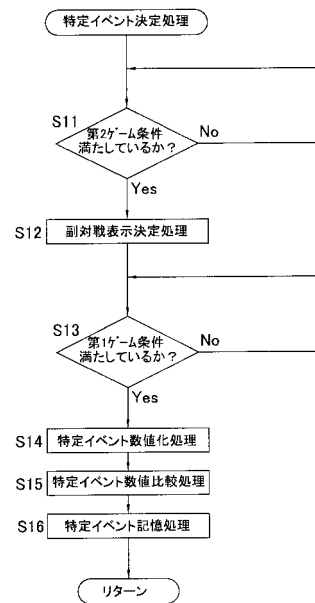 特定イベント決定処理
S11
第2ゲーム条件
満たしているか?
No
Yes
S12
副対戦表示決定処理
S13
第1ゲーム条件
満たしているか?
No
Yes
S14
特定イベント数値化処理
S15
特定イベント数値比較処理
S16
特定イベント記憶処理
リターン